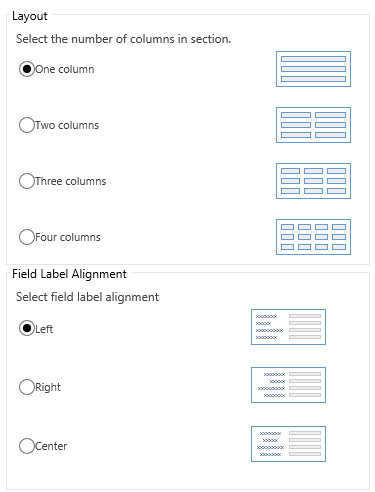 Layout
Select the number of columns in section.
One column
Two columns
Three columns
Four columns
Field Label Alignment
Select field label alignment
Left
Right
Center